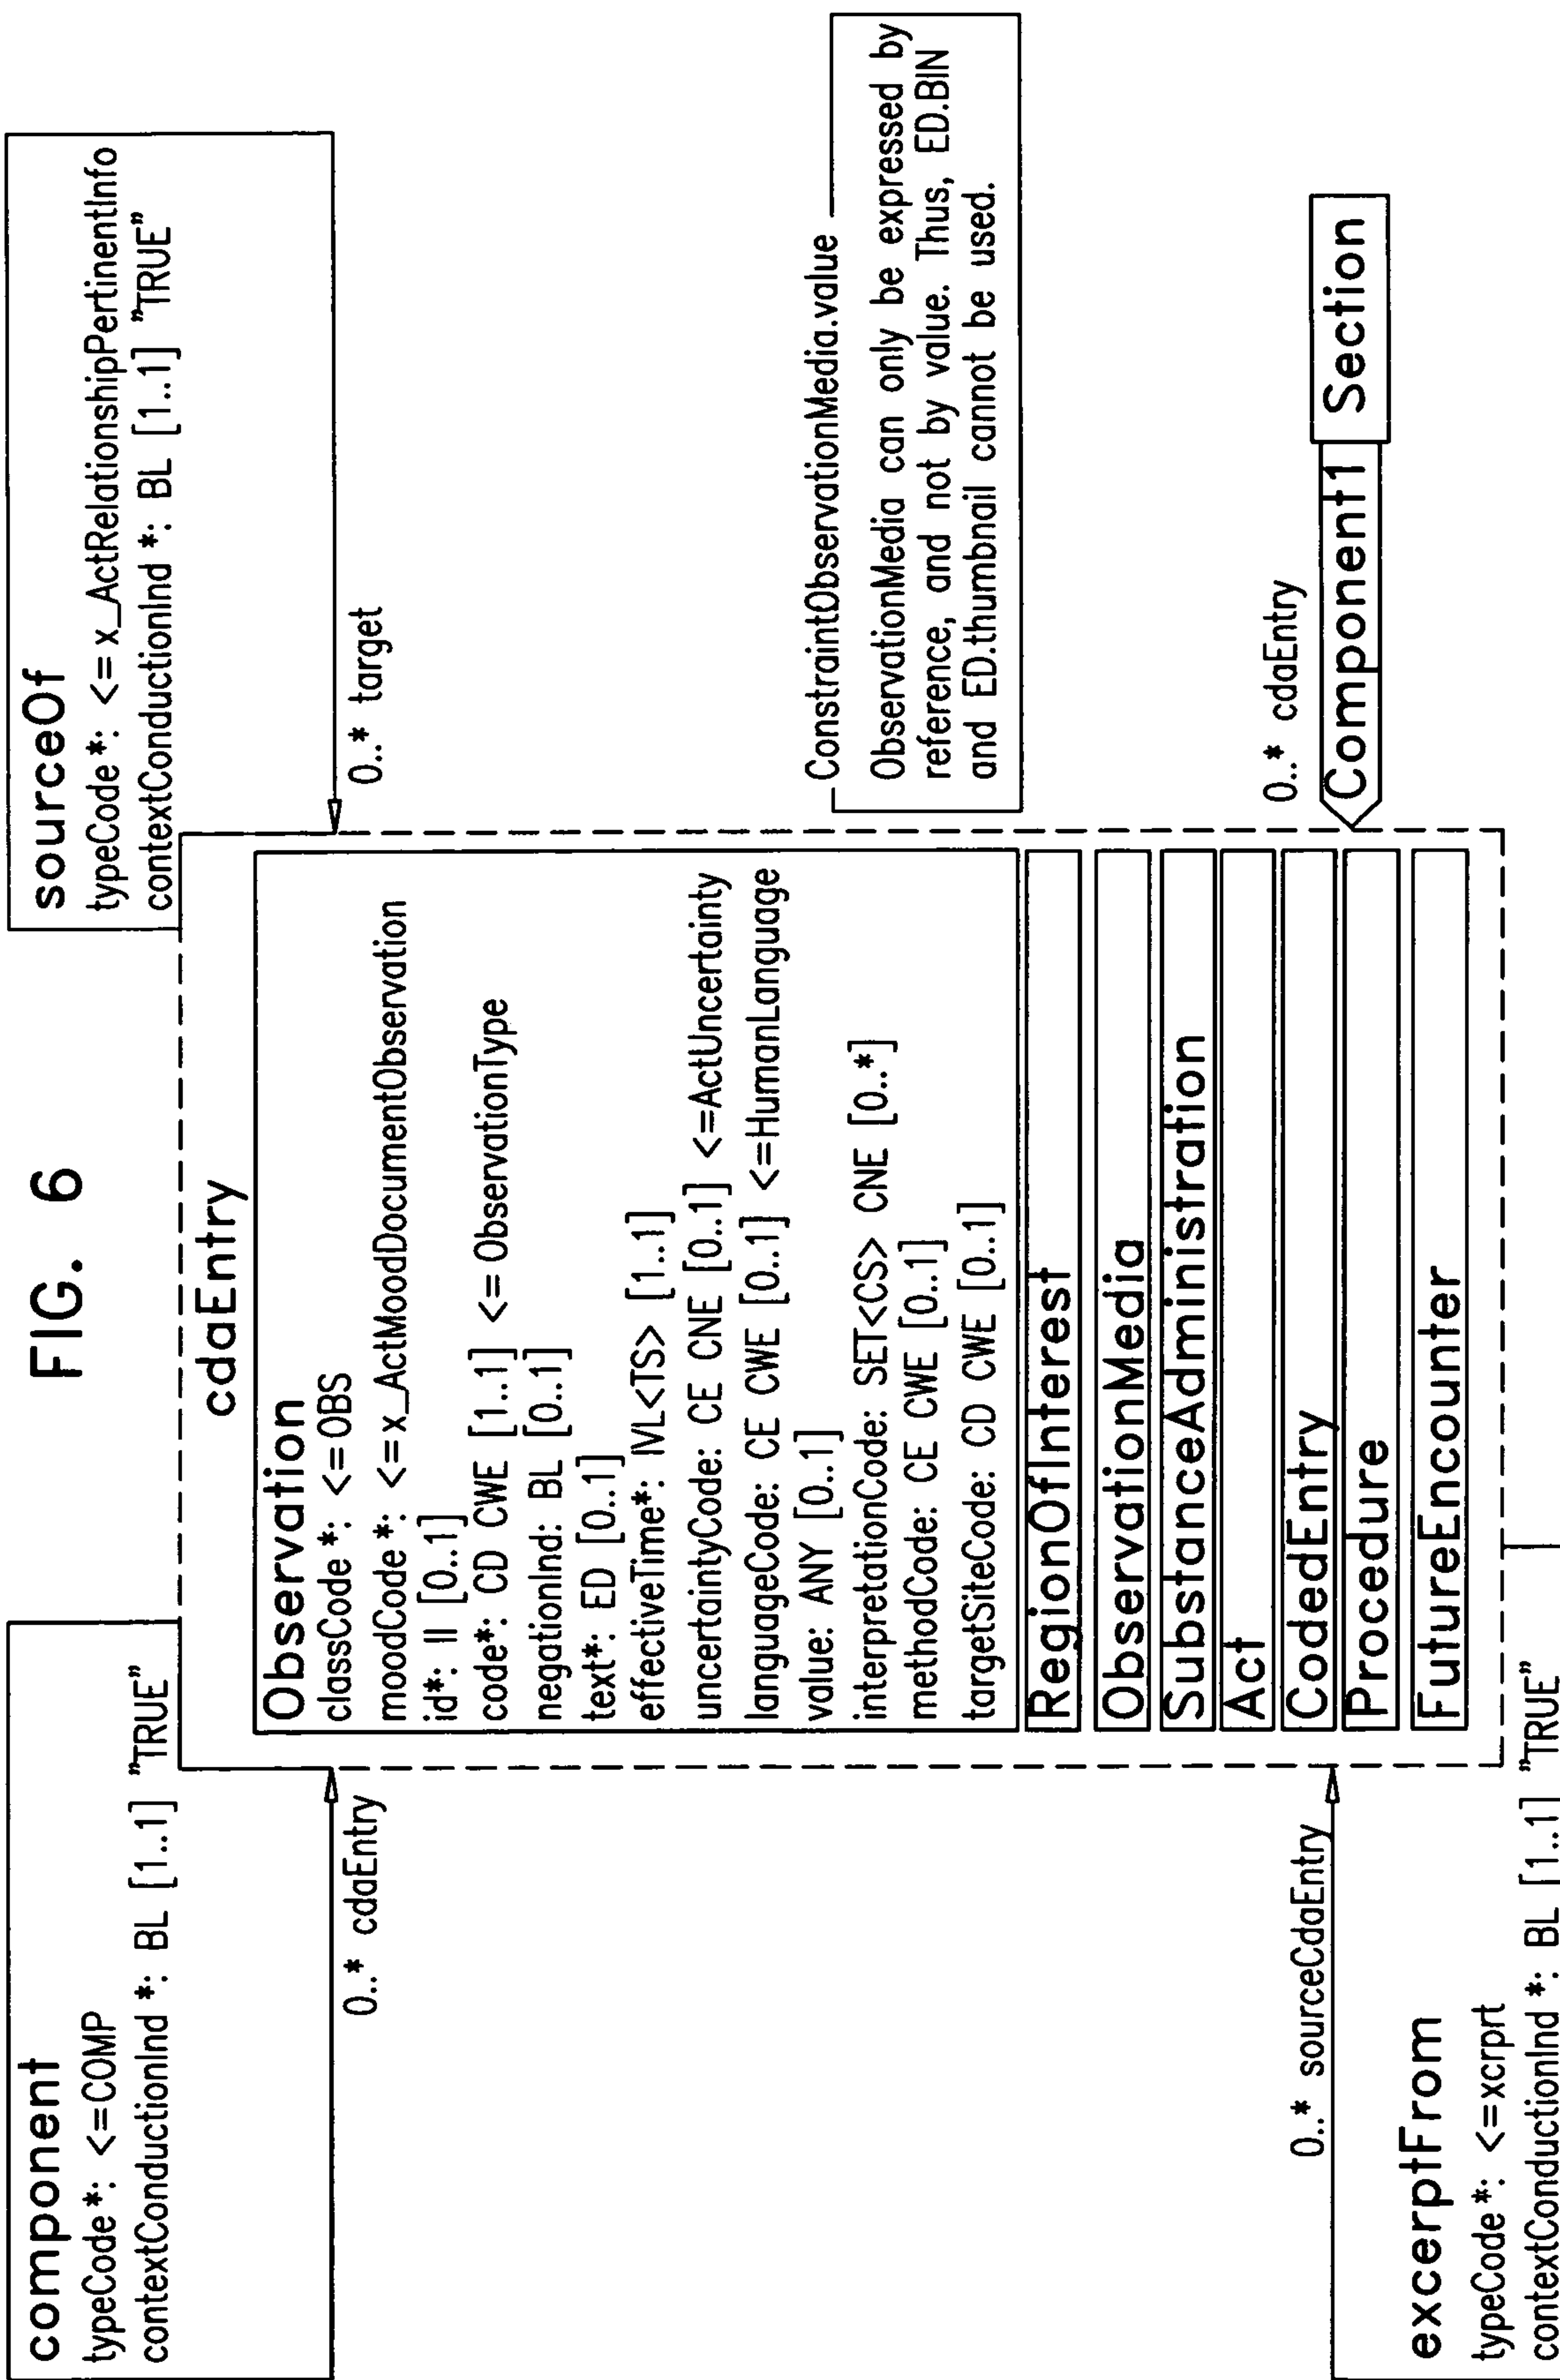 FIG. 6
component
typeCode*: <=COMP
contextConductionInd *: BL [1..1] "TRUE"
0..* cdaEntry
sourceOf
typeCode*: <= x_ActRelationshipPertinentInfo
contextConductionInd *: BL [1..1] "TRUE"
0..* target
cdaEntry
Observation
classCode*: <=OBS
moodCode*: <=x_ActMoodDocumentObservation
id*: II [0..1]
code*: CD CWE [1..1] <= ObservationType
negationInd: BL [0..1]
text*: ED [0..1]
effectiveTime*: IVL<TS> [1..1]
uncertaintyCode: CE CNE [0..1] <=ActUncertainty
languageCode: CE CWE [0..1] <=HumanLanguage
value: ANY [0..1]
interpretationCode: SET<CS> CNE [0..*]
methodCode: CE CWE [0..1]
targetSiteCode: CD CWE [0..1]
RegionOfInterest
ObservationMedia
SubstanceAdministration
Act
CodedEntry
Procedure
FutureEncounter
ConstraintObservationMedia.value
ObservationMedia can only be expressed by
reference, and not by value. Thus, ED.BIN
and ED.thumbnail cannot be used.
0..* cdaEntry
Component1 Section
0..* sourceCdaEntry
excerptFrom
typeCode*: <=xcrprt
contextConductionInd *: BL [1..1] "TRUE"